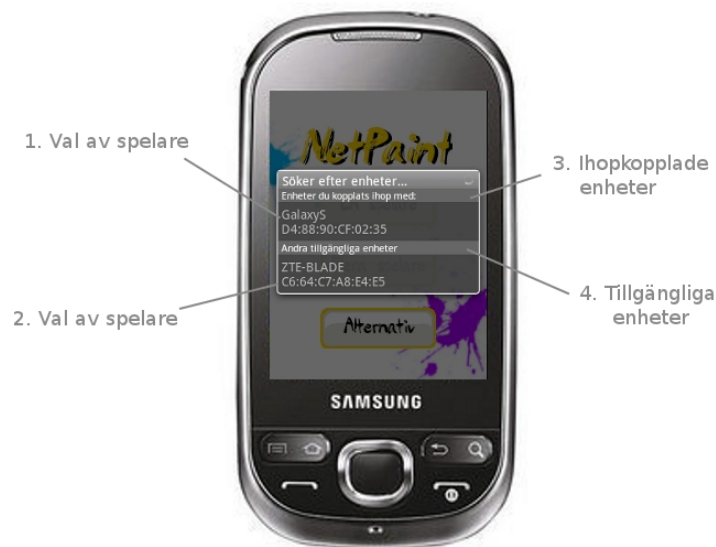 1. Val av spelare
2. Val av spelare
NetPaint
Söker efter enheter...
Enheter du kopplats ihop med:
GalaxyS
D4:88:90:CF:02:35
Andra tillgängliga enheter
ZTE-BLADE
C6:64:C7:A8:E4:E5
Alternativ
SAMSUNG
3. Ihopkopplade
enheter
4. Tillgängliga
enheter